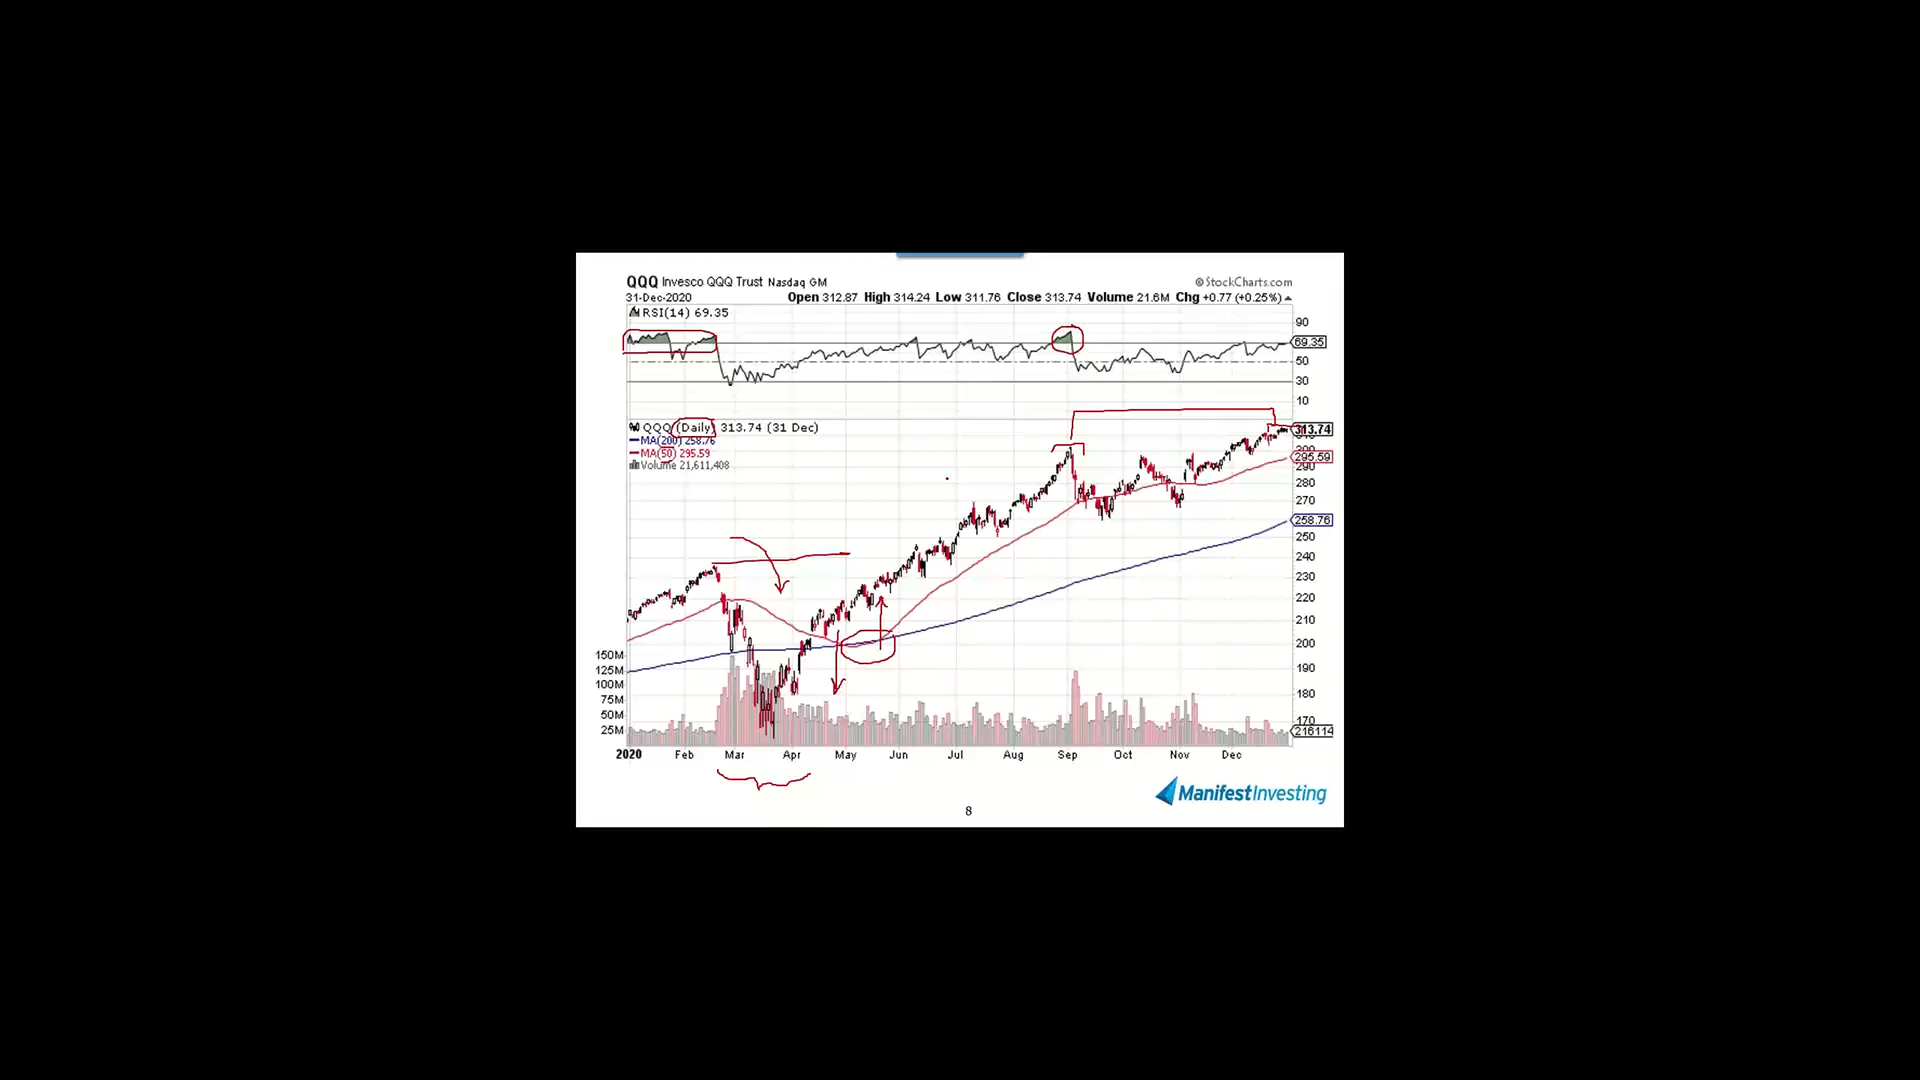 QQQ Invesco QQQ Trust Nasdaq GM
©StockCharts.com
31-Dec-2020
Open 312.87 High 314.24 Low 311.76 Close 313.74 Volume 21.6M Chg +0.77 (+0.25%)
RSI(14) 69.35
90
69.35
50
30
10
QQQ (Daily) 313.74 (31 Dec)
MA(200) 258.76
MA(50) 295.59
Volume 21,611,408
313.74
300
295.59
290
280
270
258.76
250
240
230
220
210
200
190
180
170
216114
150M
125M
100M
75M
50M
25M
2020 Feb Mar Apr May Jun Jul Aug Sep Oct Nov Dec
ManifestInvesting
8